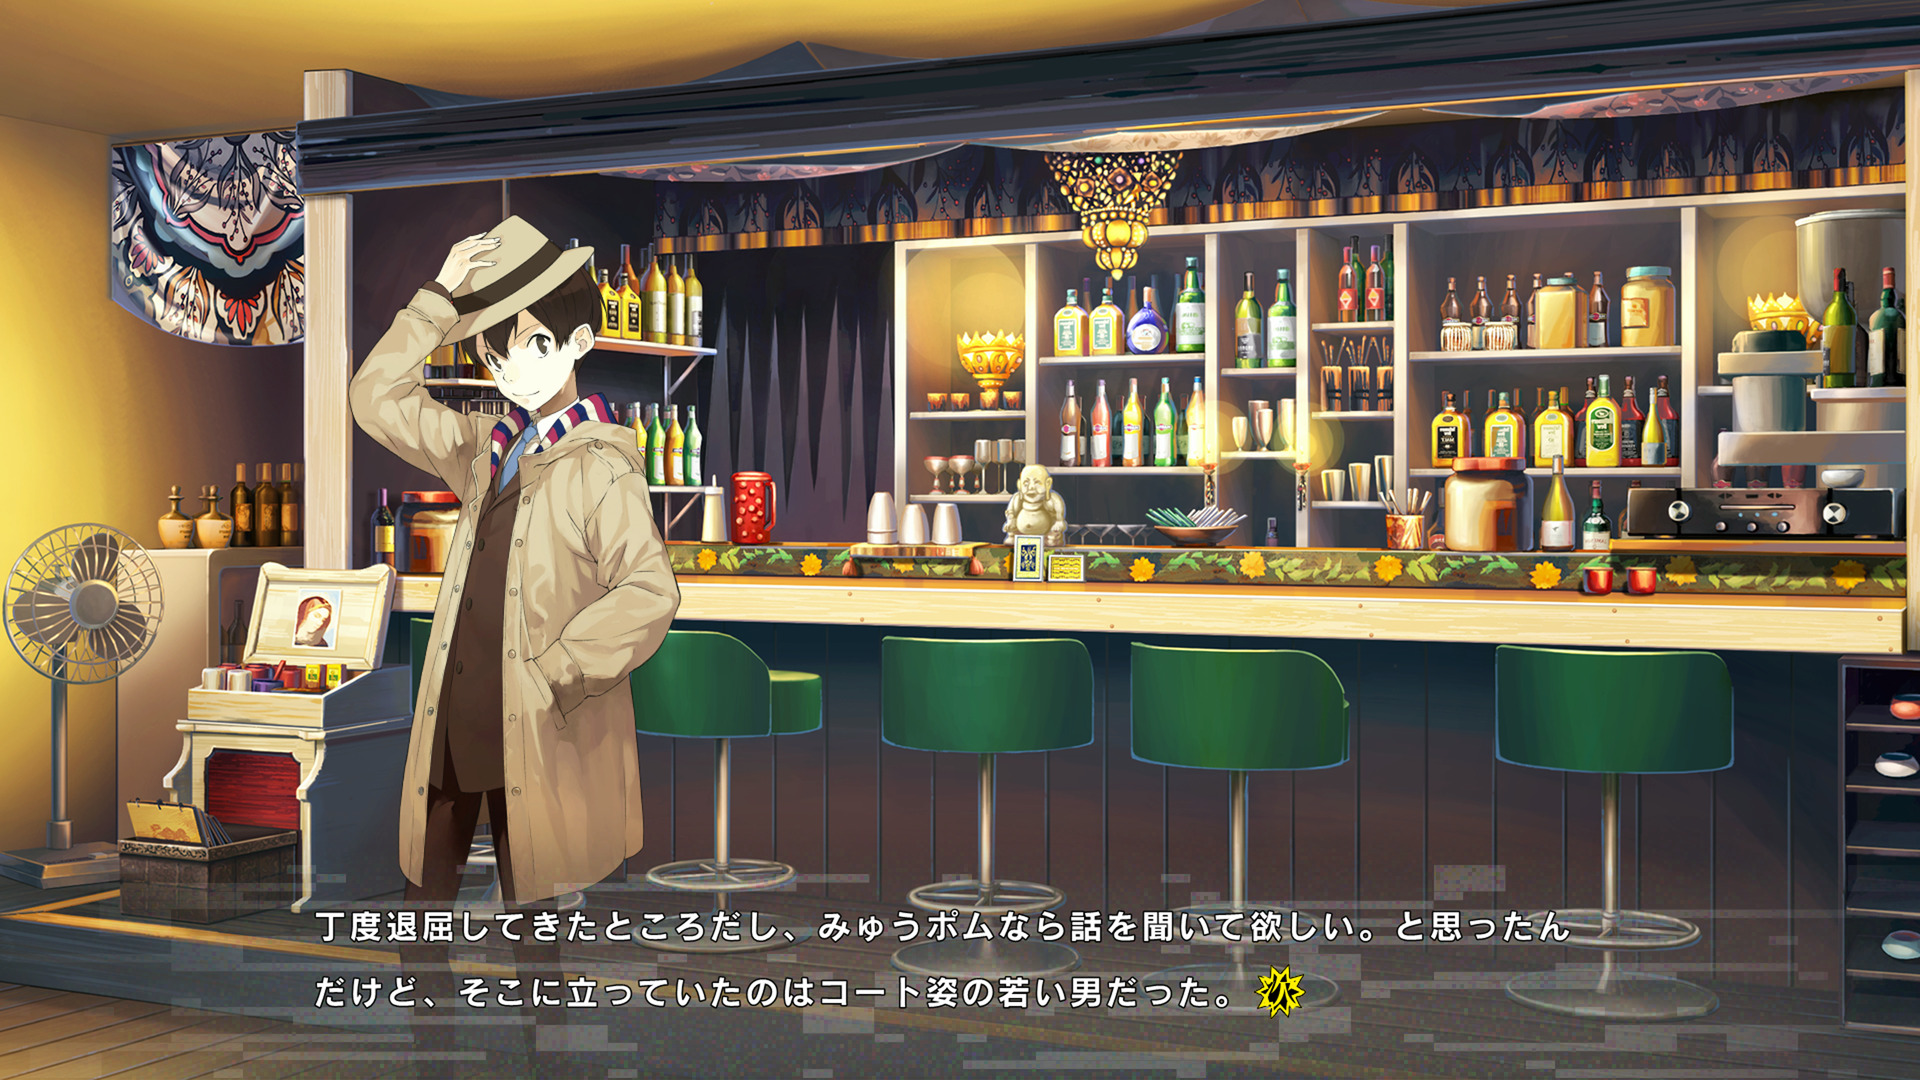 丁度退屈してきたところだし、みゅうポムなら話を聞いて欲しい。と思ったん
だけど、そこに立っていたのはコート姿の若い男だった。